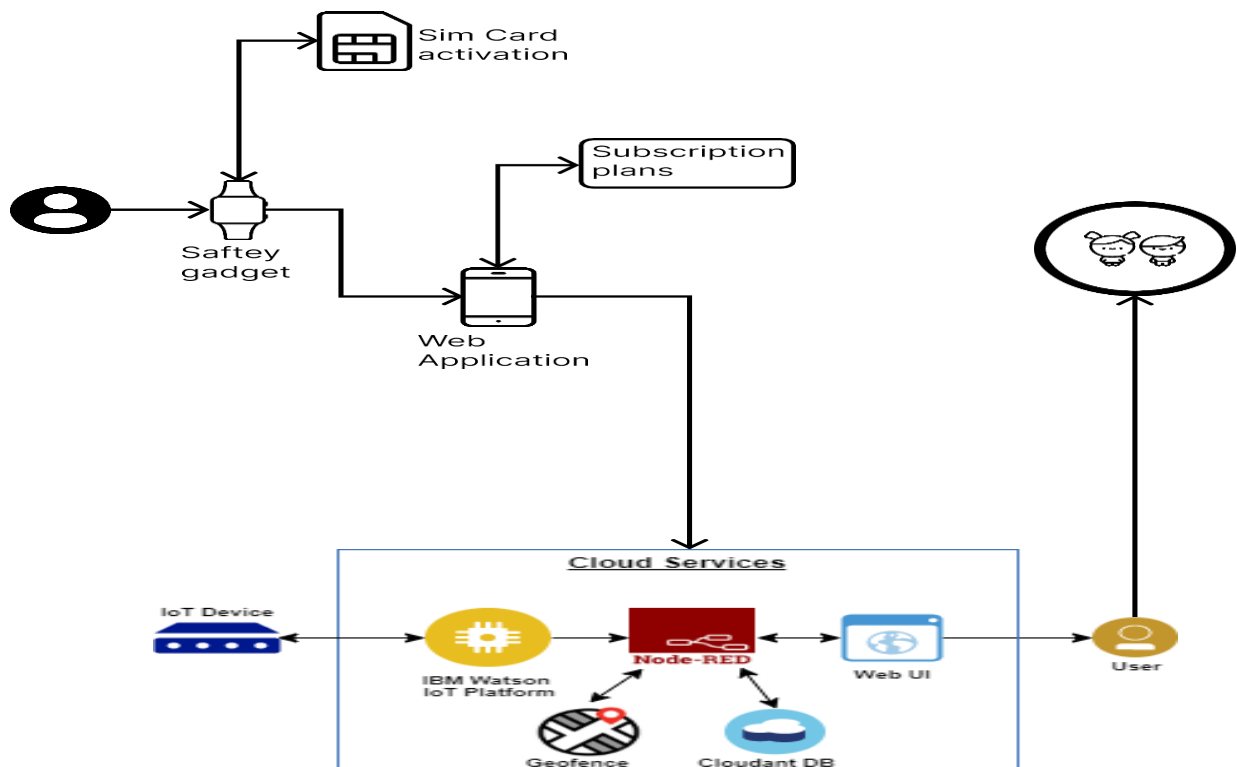 Sim Card
activation
Subscription
plans
Saftey
gadget
Web
Application
Cloud Services
IoT Device
Node-RED
IBM Watson
IoT Platform
Web UI
User
Geofence
Cloudant DB